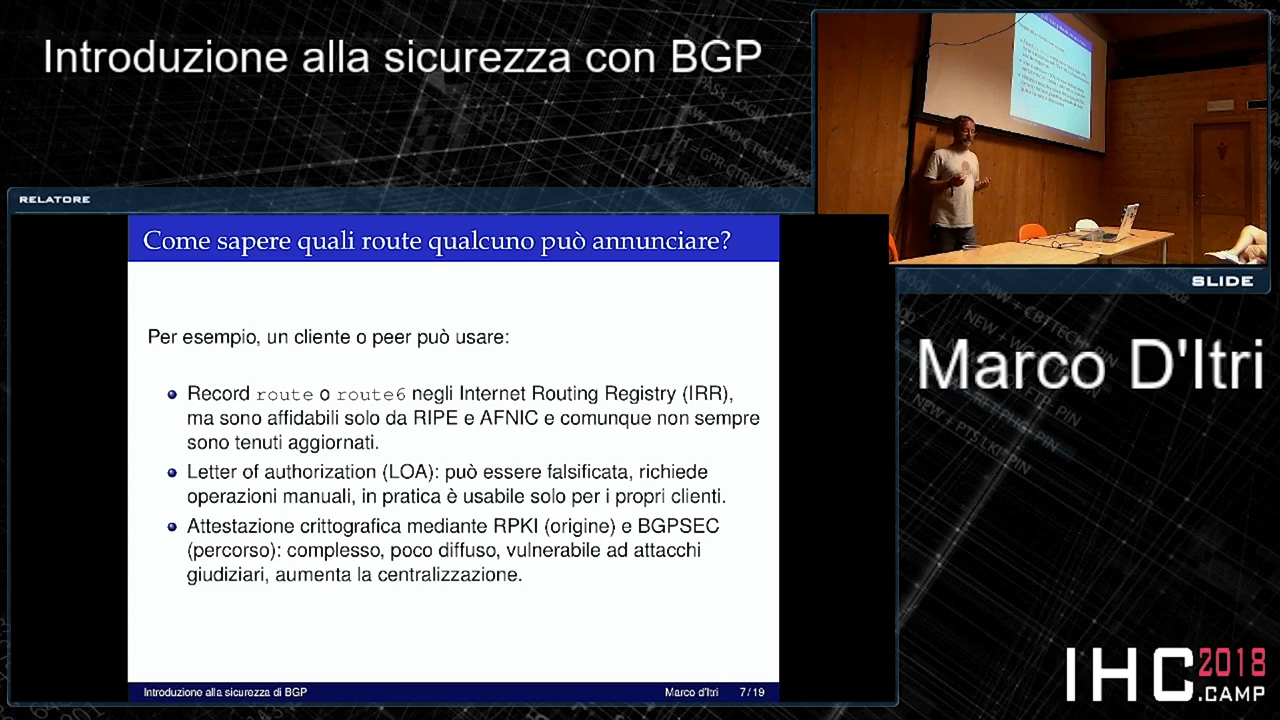 Introduzione alla sicurezza con BGP
RELATORE
Come sapere quali route qualcuno può annunciare?
Per esempio, un cliente o peer può usare:
Record route o route6 negli Internet Routing Registry (IRR),
ma sono affidabili solo da RIPE e AFNIC e comunque non sempre
sono tenuti aggiornati.
Letter of authorization (LOA): può essere falsificata, richiede
operazioni manuali, in pratica è usabile solo per i propri clienti.
Attestazione crittografica mediante RPKI (origine) e BGPSEC
(percorso): complesso, poco diffuso, vulnerabile ad attacchi
giudiziari, aumenta la centralizzazione.
Introduzione alla sicurezza di BGP
Marco d'Itri 7/19
SLIDE
Marco D'Itri
IHC 2018
.CAMP